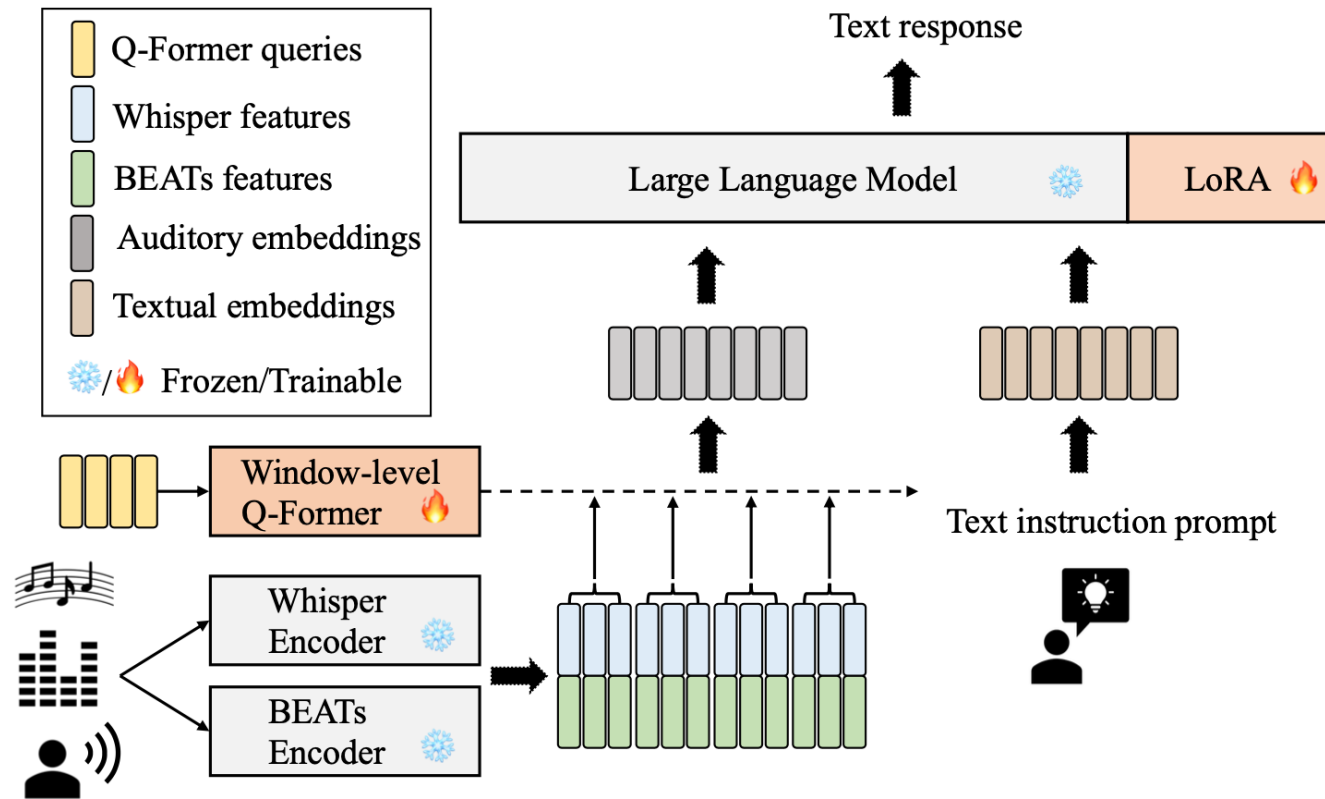 Q-Former queries
Whisper features
BEATs features
Auditory embeddings
Textual embeddings
/ Frozen/Trainable
Text response
Large Language Model
LoRA
Window-level
Q-Former
Text instruction prompt
Whisper
Encoder
BEATs
Encoder